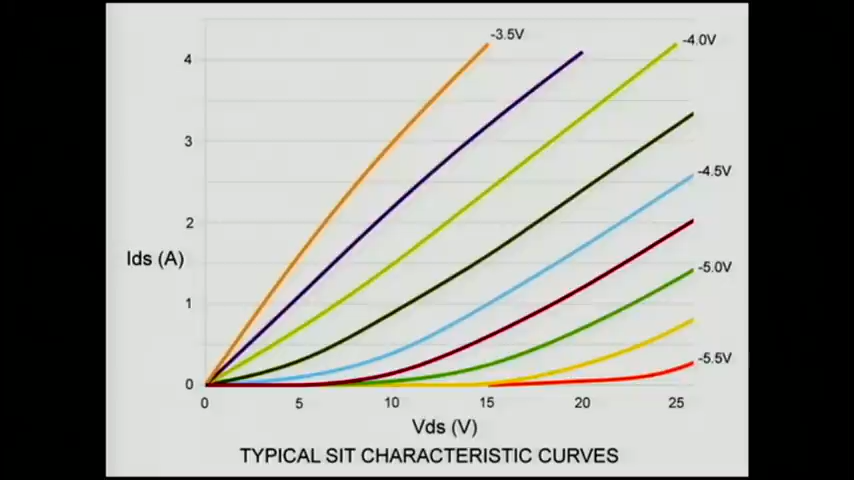 -3.5V
-4.0V
4
3
-4.5V
2
Ids (A)
-5.0V
1
-5.5V
0
0 5 10 15 20 25
Vds (V)
TYPICAL SIT CHARACTERISTIC CURVES